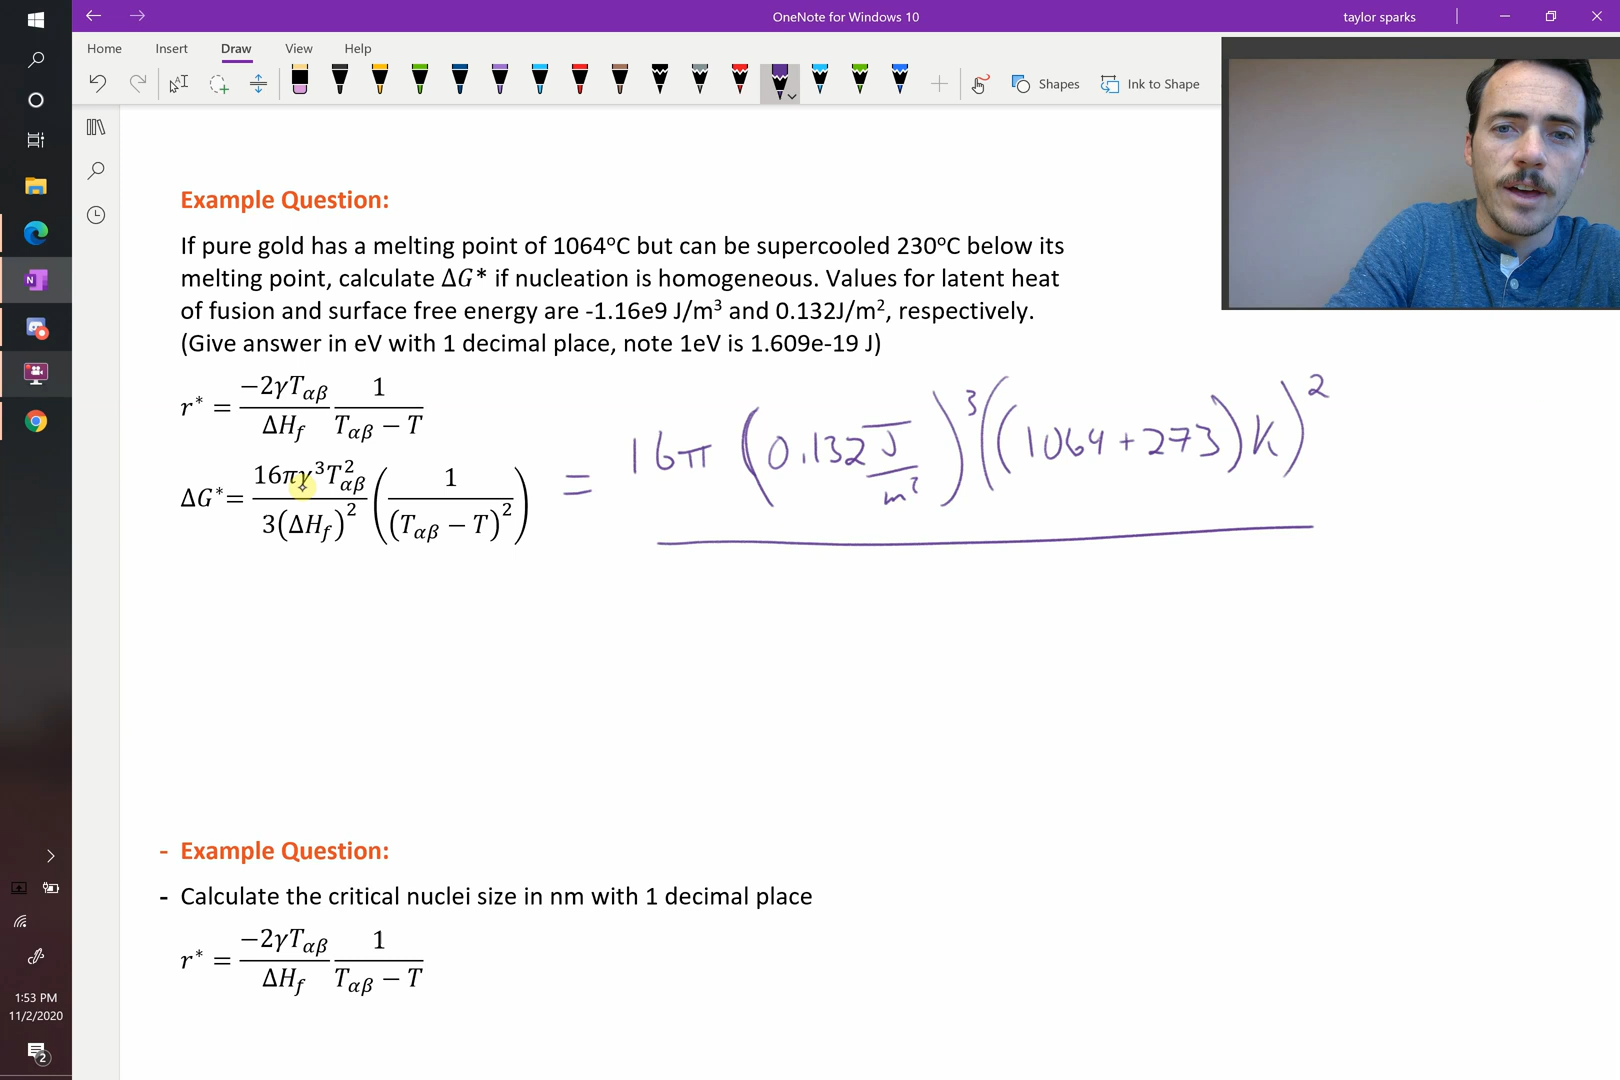 OneNote for Windows 10
taylor sparks
Home Insert Draw View Help
Shapes
Ink to Shape
Example Question:
If pure gold has a melting point of 1064°C but can be supercooled 230°C below its
melting point, calculate ΔG* if nucleation is homogeneous. Values for latent heat
of fusion and surface free energy are -1.16e9 J/m³ and 0.132J/m², respectively.
(Give answer in eV with 1 decimal place, note 1eV is 1.609e-19 J)
r* = −2γTαβ/ΔHf 1/(Tαβ − T)
ΔG*= 16πγ³T²αβ/3(ΔHf)² (1/(Tαβ − T)²)
= 16π (0.132 J/m²)³ ((1064+273)K)²
- Example Question:
- Calculate the critical nuclei size in nm with 1 decimal place
r* = −2γTαβ/ΔHf 1/(Tαβ − T)
1:53 PM
11/2/2020
2